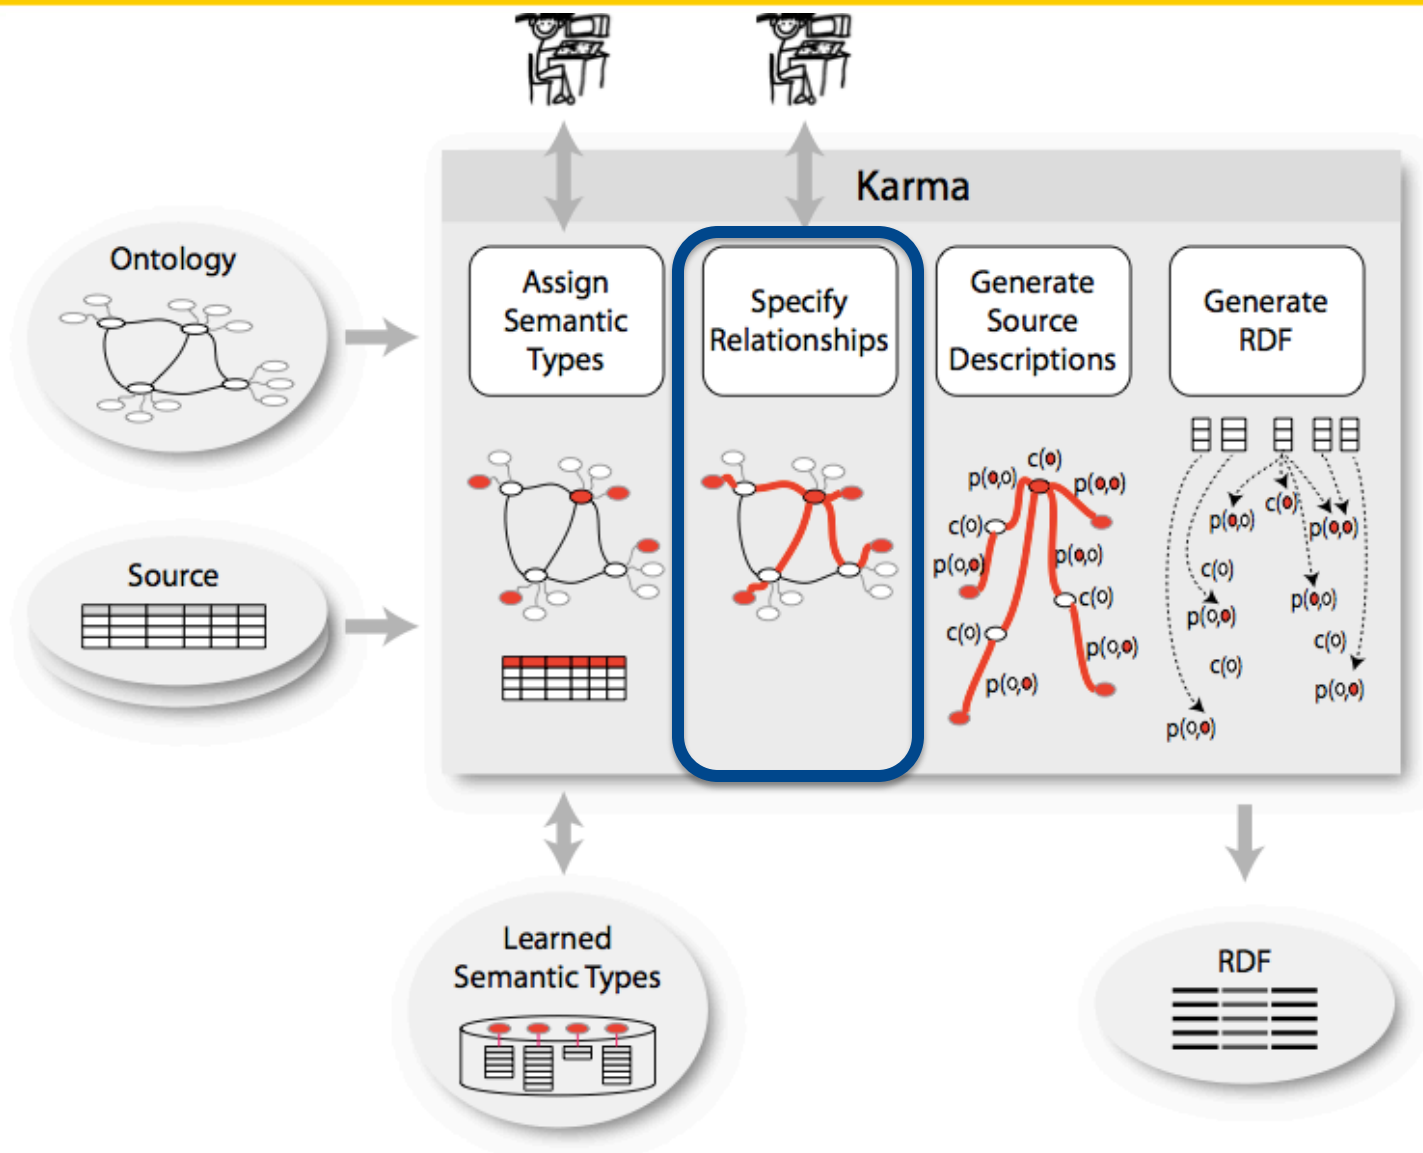 Karma
Ontology
Assign
Semantic
Types
Specify
Relationships
Generate
Source
Descriptions
Generate
RDF
Source
c(o)
p(o,o)
p(o,o)
c(o)
p(o,o)
p(o,o)
c(o)
c(o)
p(o,o)
p(o,o)
c(o)
p(o,o)
p(o,o)
c(o)
p(o,o)
p(o,o)
c(o)
c(o)
p(o,o)
p(o,o)
Learned
Semantic Types
RDF